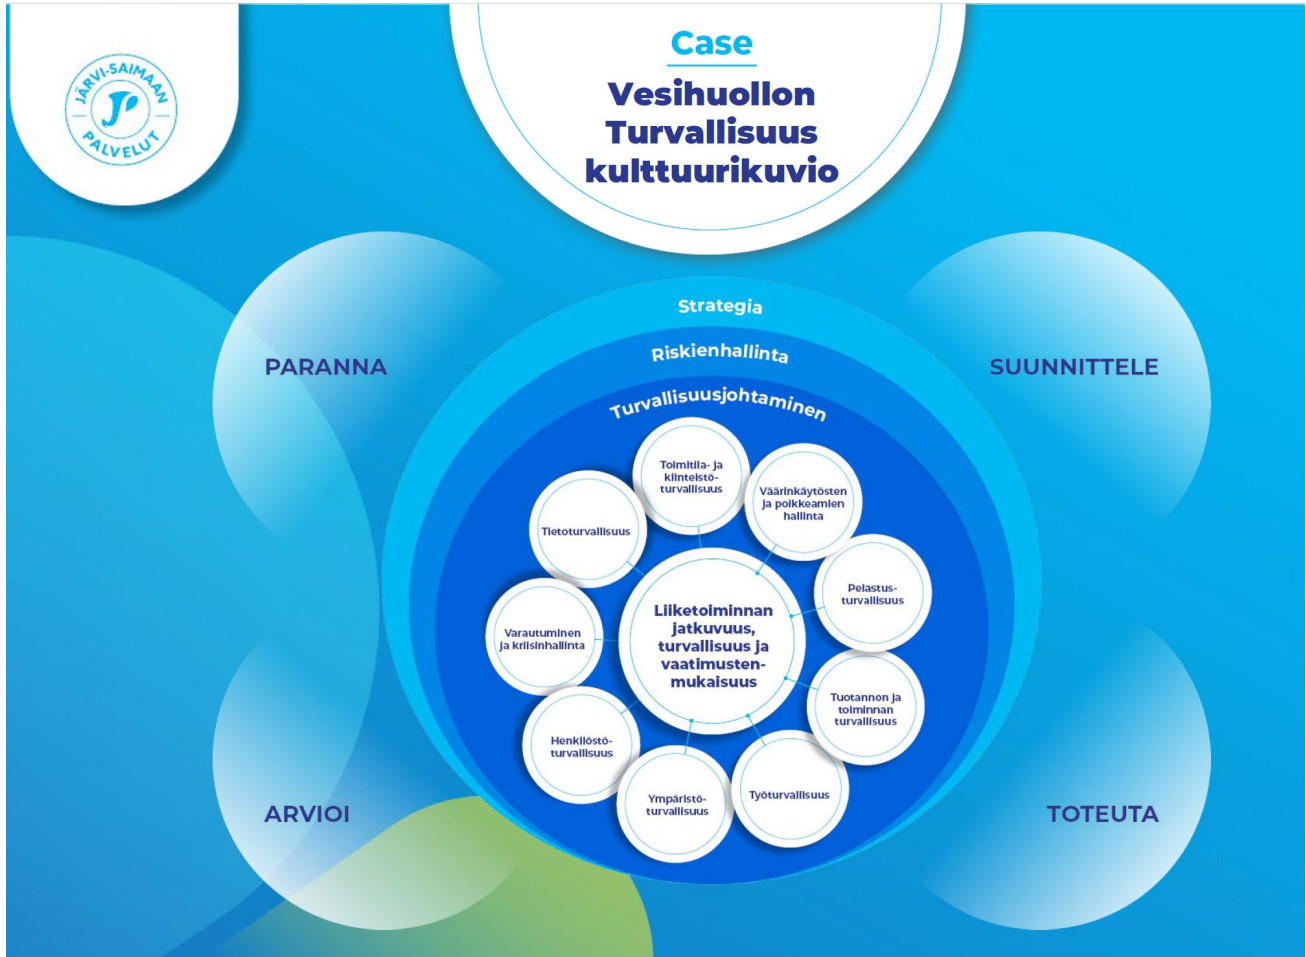 JÄRVI-SAIMAAN
PALVELUT
Case
Vesihuollon
Turvallisuus
kulttuurikuvio
PARANNA
SUUNNITTELE
Strategia
Riskienhallinta
Turvallisuusjohtaminen
Toimitila- ja
kiinteistö-
turvallisuus
Väärinkäytösten
ja poikkeamien
hallinta
Tietoturvallisuus
Pelastus-
turvallisuus
Liiketoiminnan
jatkuvuus,
turvallisuus ja
vaatimusten-
mukaisuus
Varautuminen
ja kriisinhallinta
Tuotannon ja
toiminnan
turvallisuus
Henkilöstö-
turvallisuus
Ympäristö-
turvallisuus
Työturvallisuus
ARVIOI
TOTEUTA